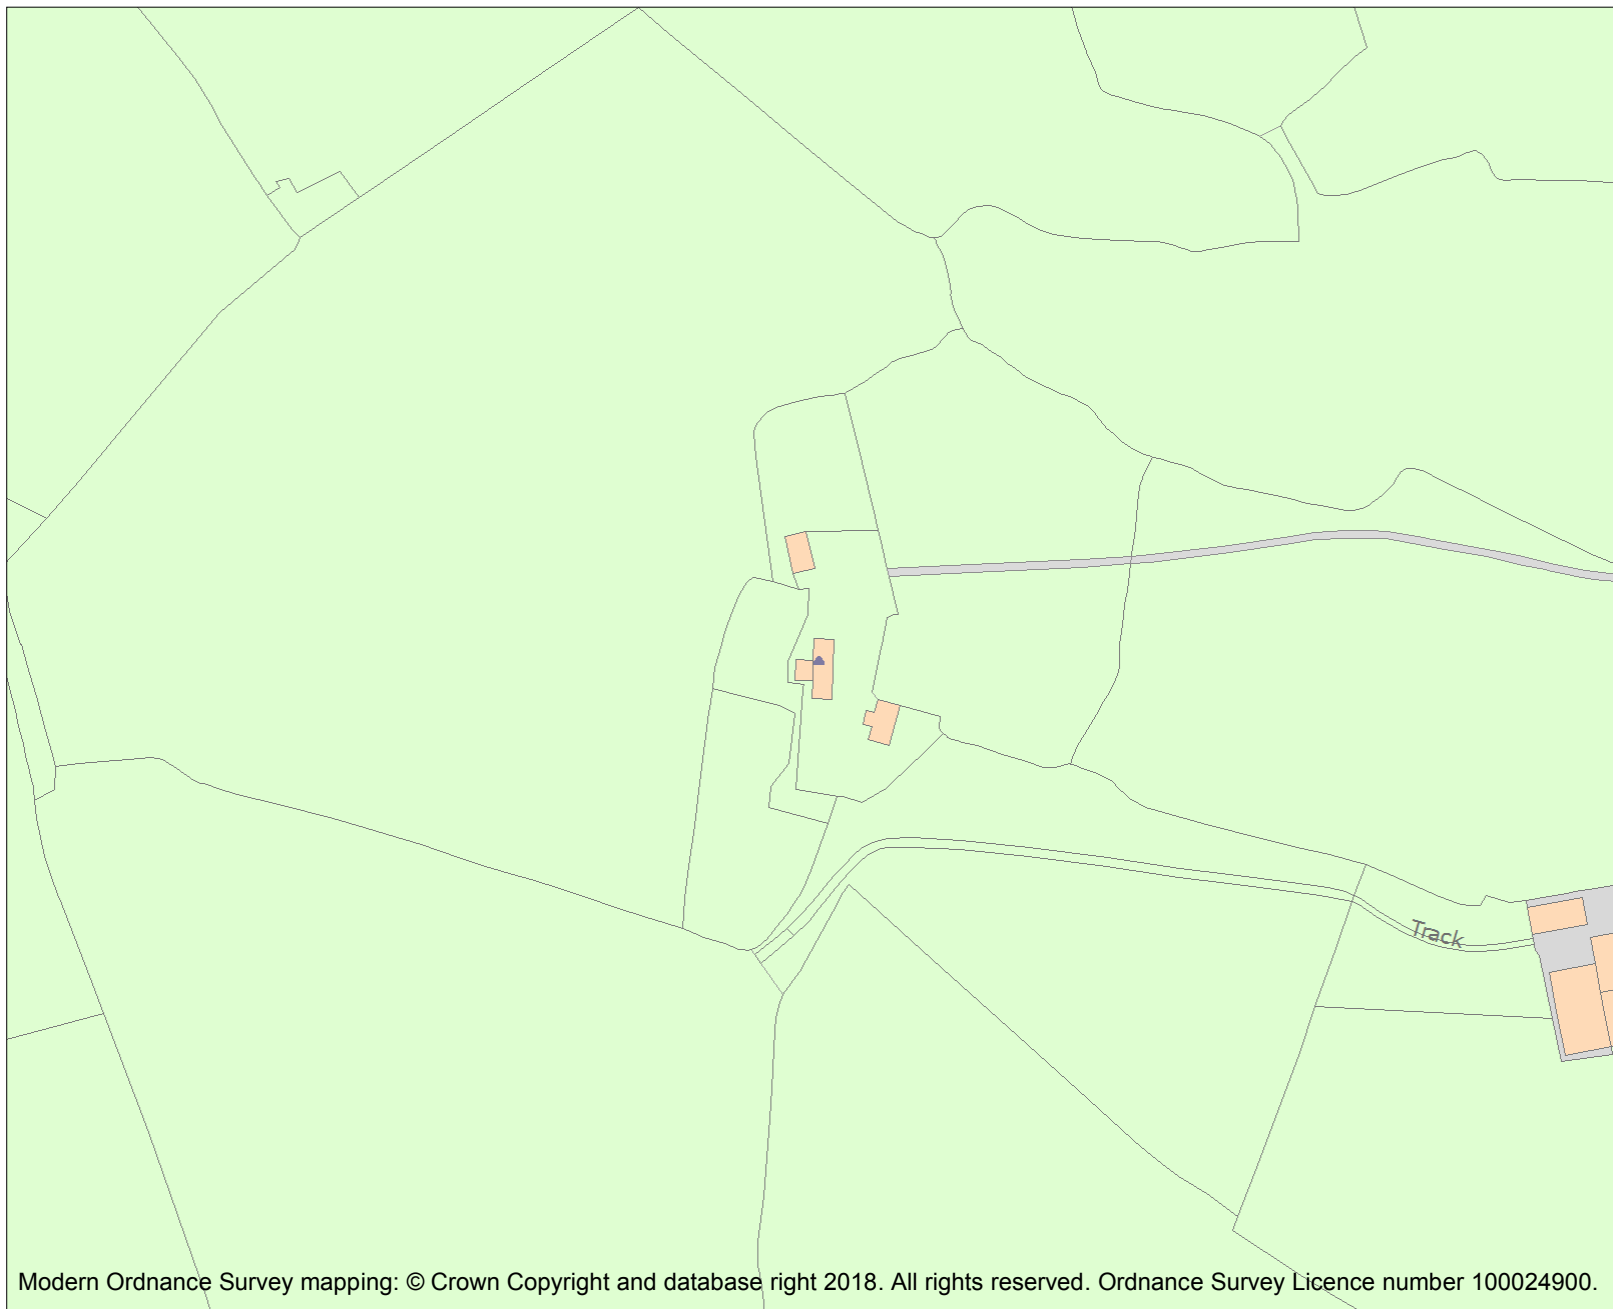 Track
Modern Ordnance Survey mapping: © Crown Copyright and database right 2018. All rights reserved. Ordnance Survey Licence number 100024900.